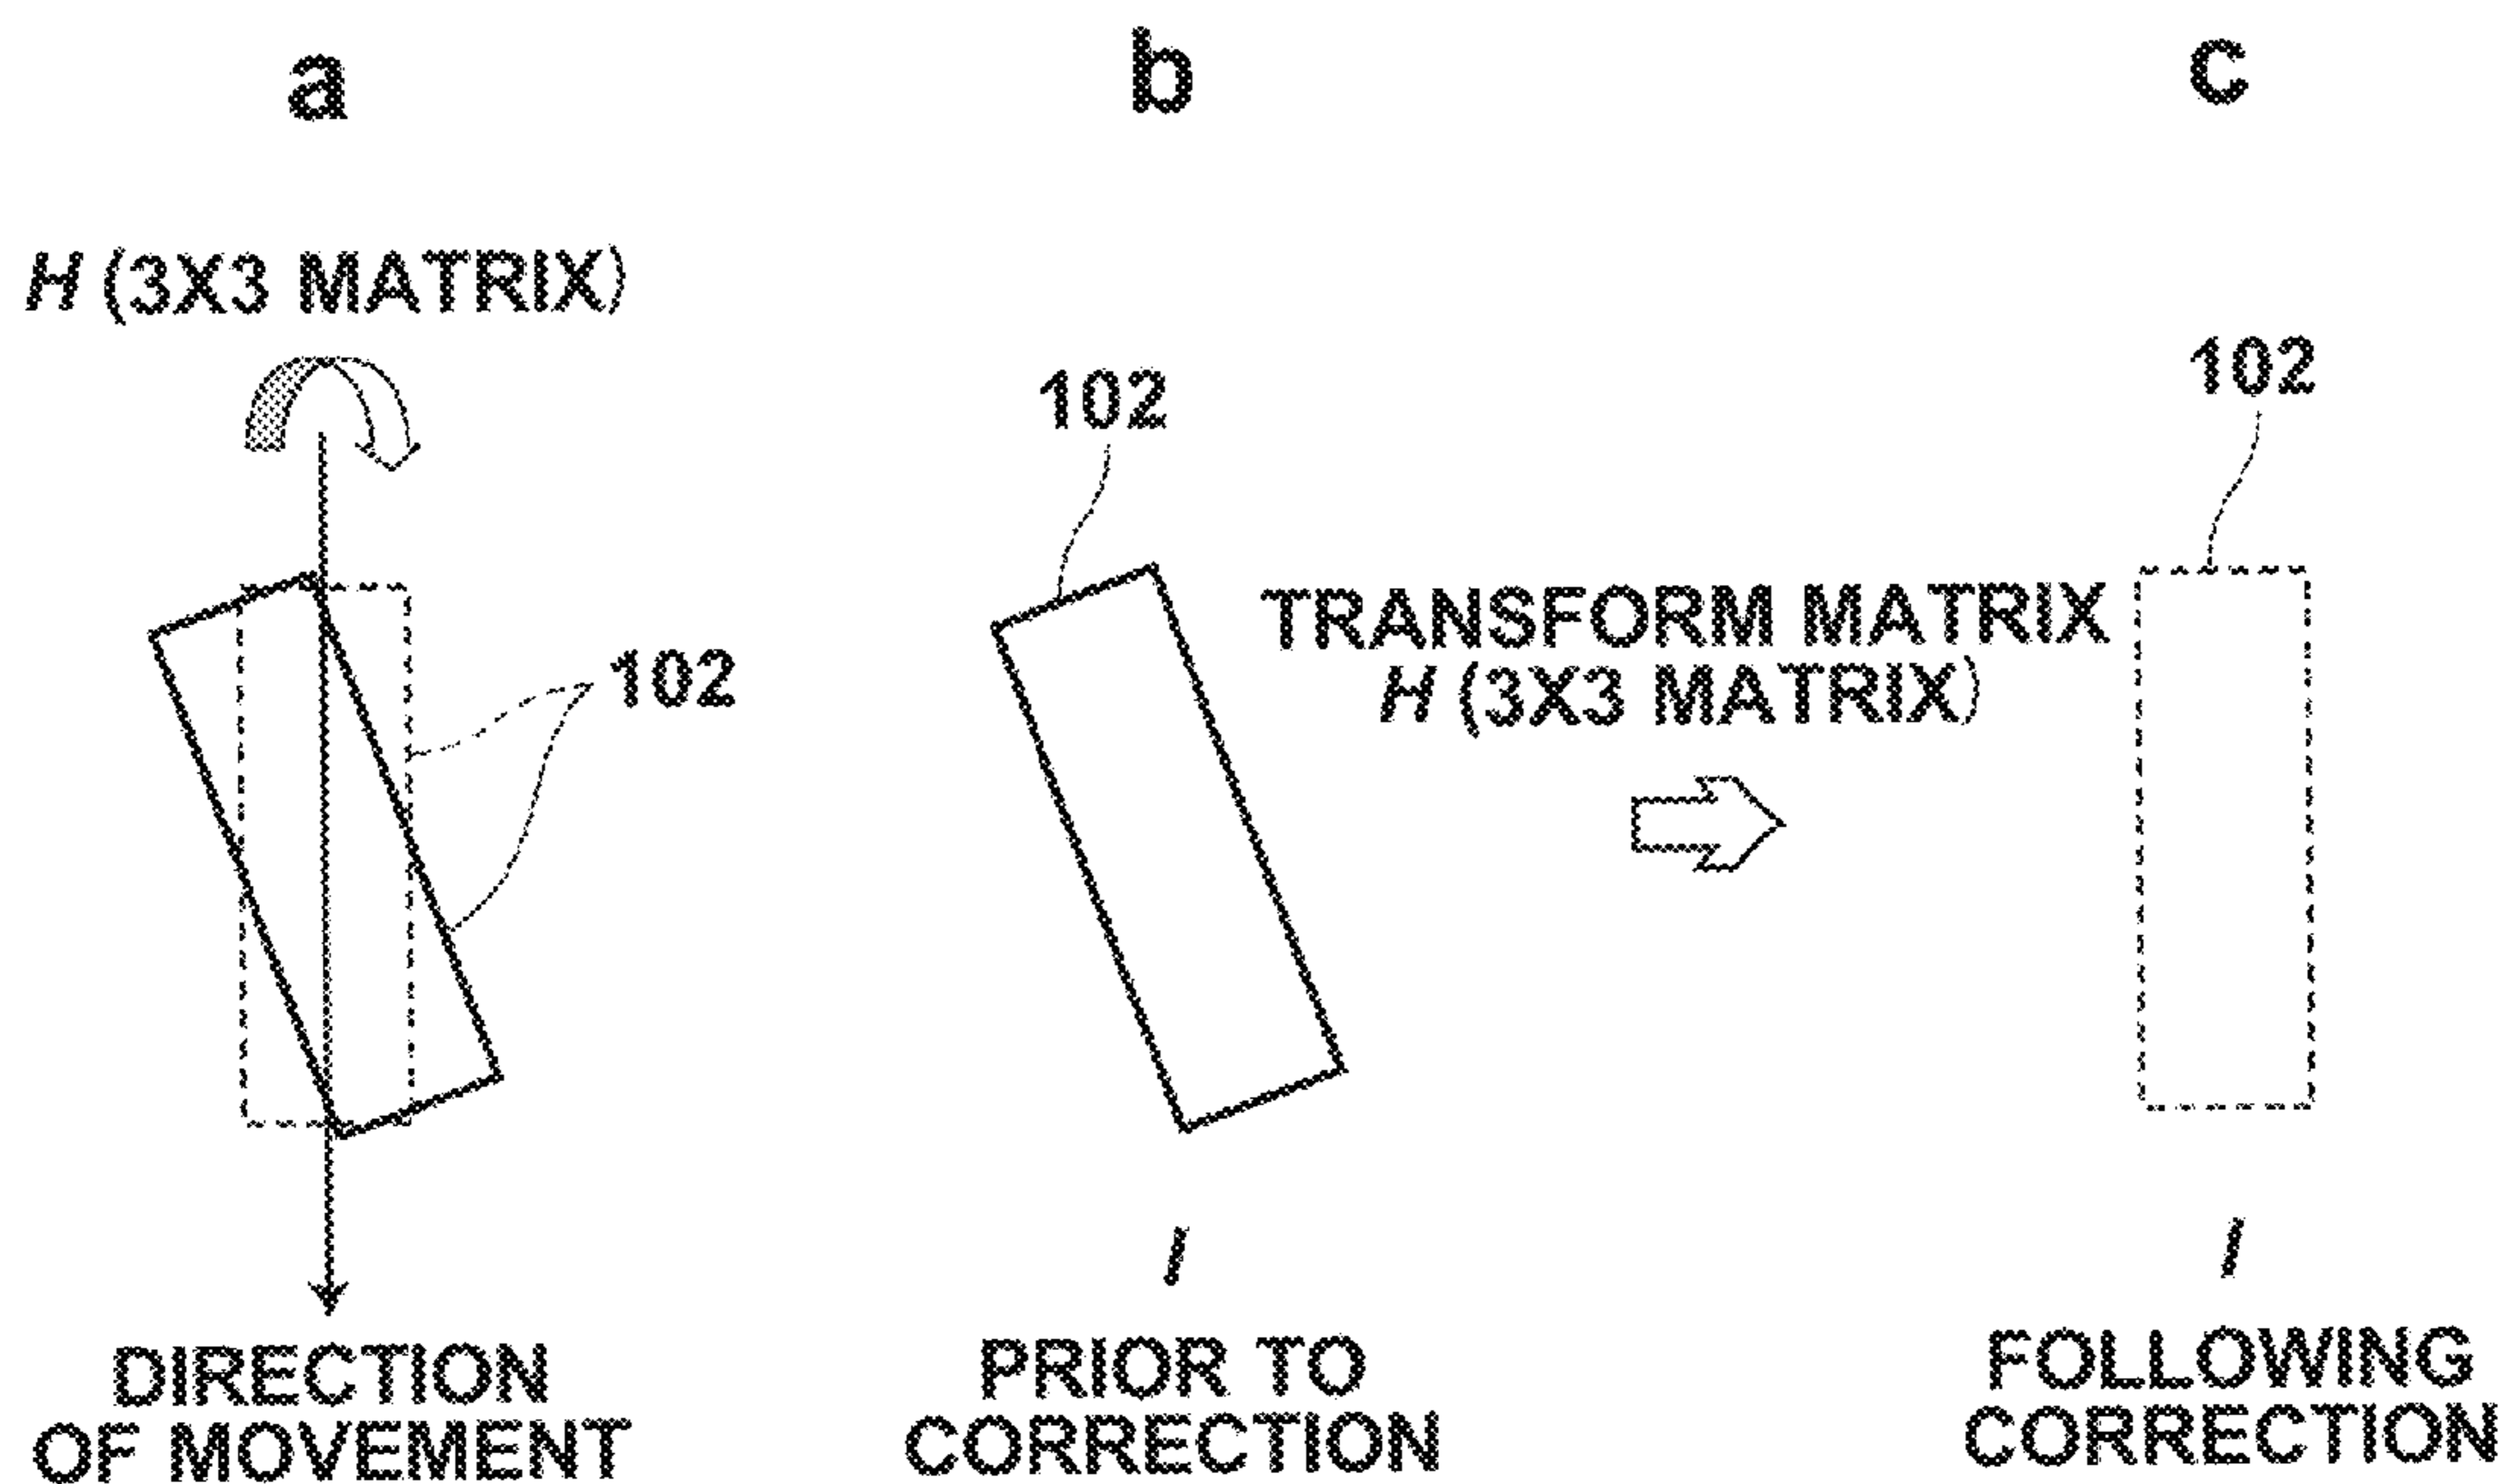 a
H (3X3 MATRIX)
102
DIRECTION
OF MOVEMENT
b
102
TRANSFORM MATRIX
H (3X3 MATRIX)
I
PRIOR TO
CORRECTION
c
102
I
FOLLOWING
CORRECTION